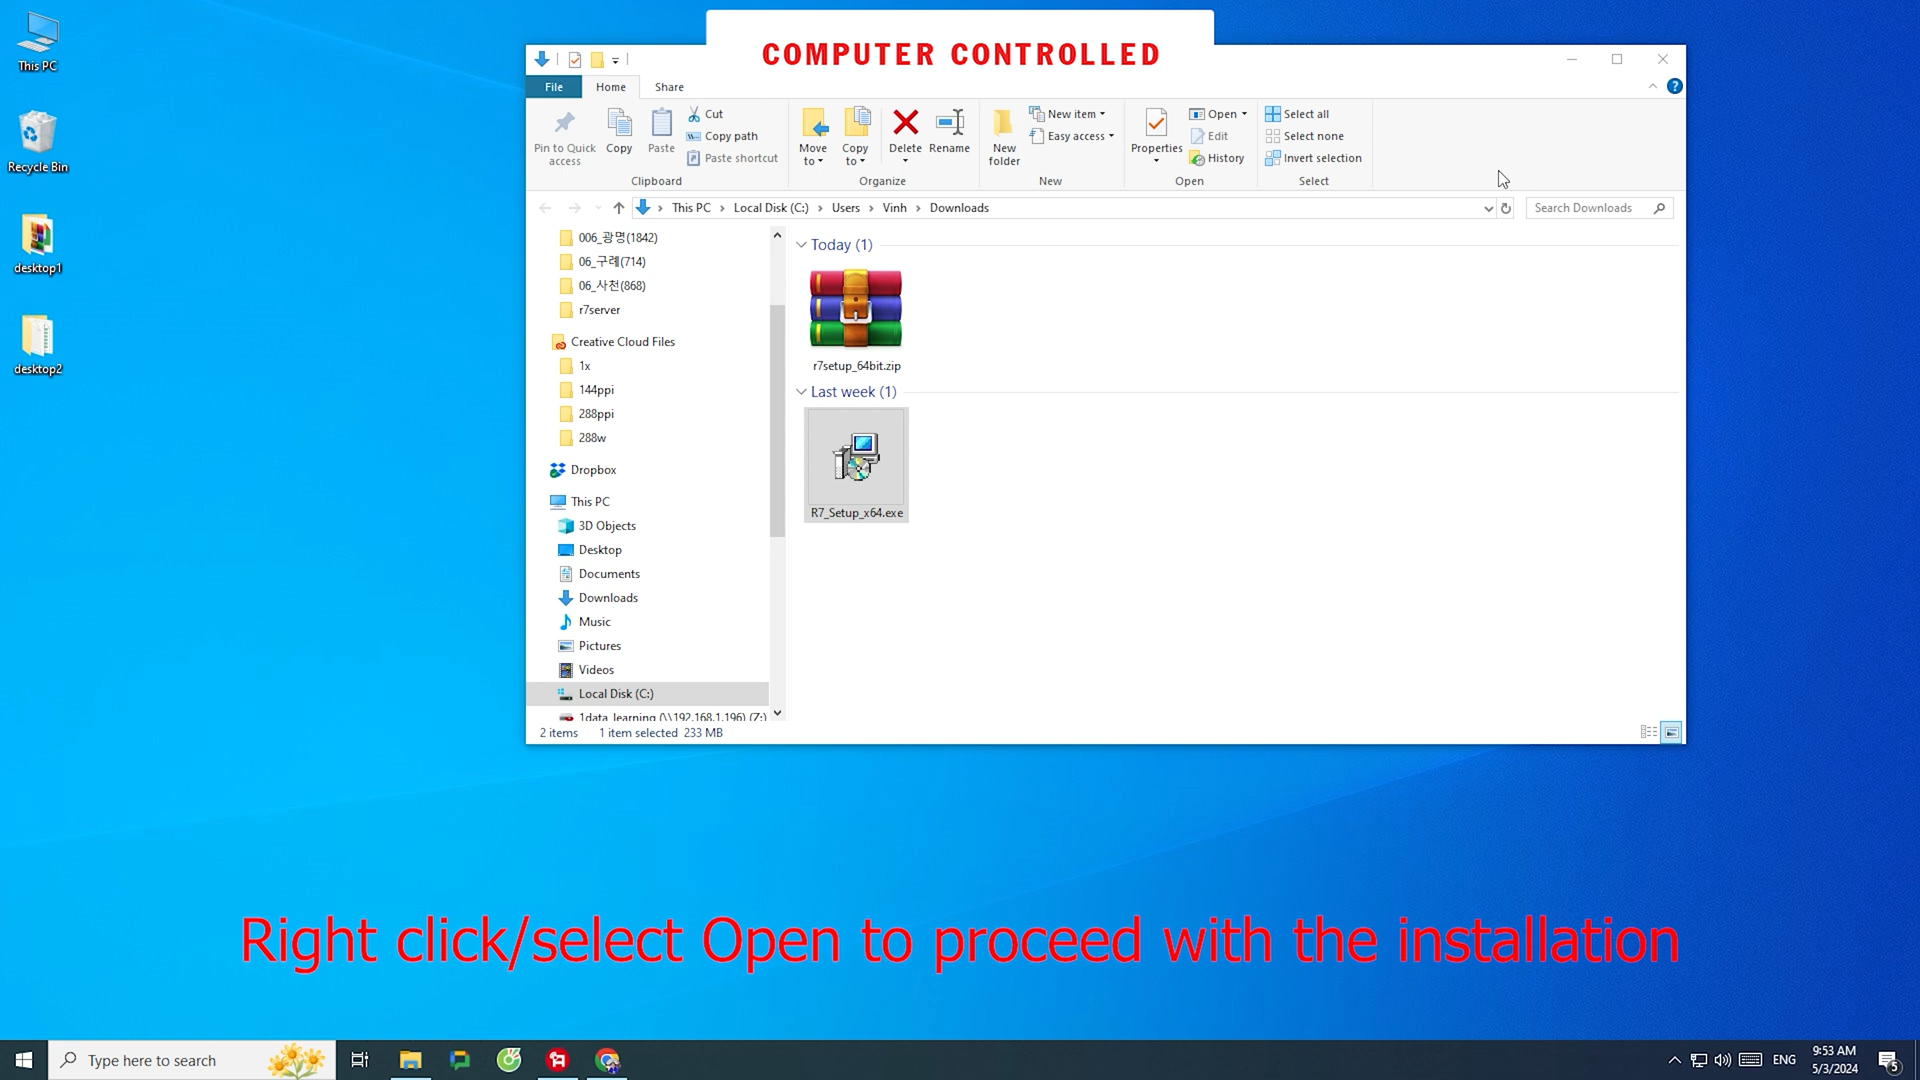 This PC
Recycle Bin
desktop1
desktop2
COMPUTER CONTROLLED
File
Home
Share
Pin to Quick access
Copy
Paste
Cut
Copy path
Paste shortcut
Clipboard
Move to
Copy to
Delete
Rename
Organize
New folder
New item
Easy access
New
Properties
Open
Edit
History
Open
Select all
Select none
Invert selection
Select
This PC > Local Disk (C:) > Users > Vinh > Downloads
Search Downloads
006_광명(1842)
06_구례(714)
06_사천(868)
r7server
Creative Cloud Files
1x
144ppi
288ppi
288w
Dropbox
This PC
3D Objects
Desktop
Documents
Downloads
Music
Pictures
Videos
Local Disk (C:)
1data_learning (\\192.168.1.196) (Z:)
Today (1)
r7setup_64bit.zip
Last week (1)
R7_Setup_x64.exe
2 items
1 item selected 233 MB
Right click/select Open to proceed with the installation
Type here to search
ENG
9:53 AM
5/3/2024
5